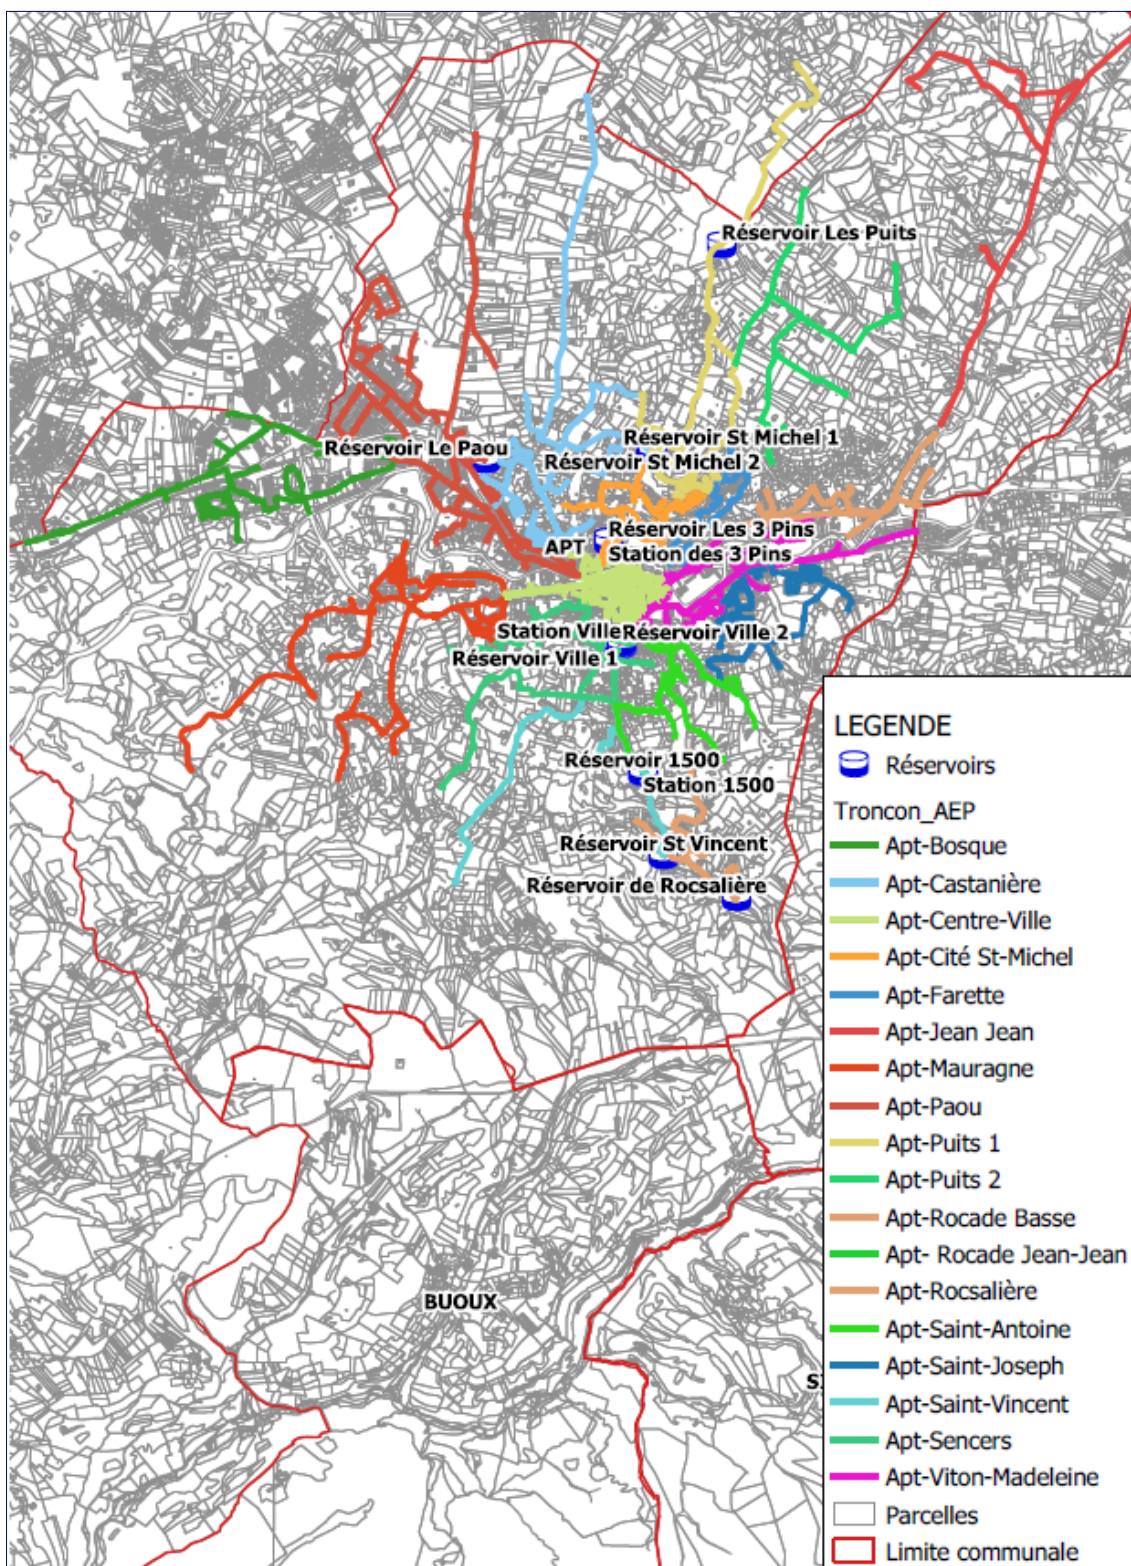 Réservoir Les Puits
Réservoir St Michel 1
Réservoir Le Paou
Réservoir St Michel 2
Réservoir Les 3 Pins
APT
Station des 3 Pins
Station Ville
Réservoir Ville 2
Réservoir Ville 1
Réservoir 1500
Station 1500
Réservoir St Vincent
Réservoir de Rocsalière
BUOUX
LEGENDE
Réservoirs
Troncon_AEP
Apt-Bosque
Apt-Castanière
Apt-Centre-Ville
Apt-Cité St-Michel
Apt-Farette
Apt-Jean Jean
Apt-Mauragne
Apt-Paou
Apt-Puits 1
Apt-Puits 2
Apt-Rocade Basse
Apt- Rocade Jean-Jean
Apt-Rocsalière
Apt-Saint-Antoine
Apt-Saint-Joseph
Apt-Saint-Vincent
Apt-Sencers
Apt-Viton-Madeleine
Parcelles
Limite communale